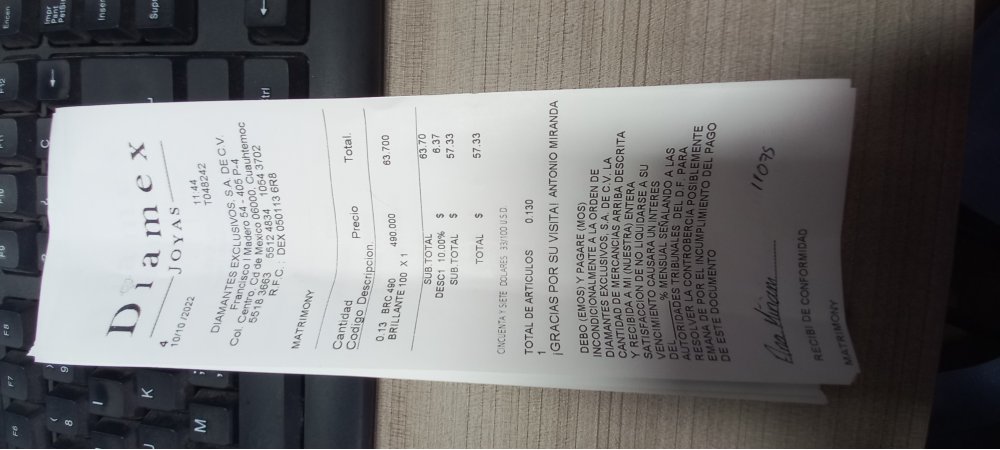 Diamex
4 JOYAS
10/10 /2022 11:44
T048242
DIAMANTES EXCLUSIVOS, S.A. DE C.V.
Francisco I Madero 54 - 405 P-4
Col. Centro, Cd de Mexico 06000, Cuauhtemoc
5518 3663 5512 4834 1054 3702
R.F.C. : DEX 050113 6R8
MATRIMONY
Cantidad Precio Total.
Codigo Descripcion.
0.13 BRC 490 490.000 63.700
BRILLANTE 100 X 1
SUB.TOTAL 63.70
DESC1 10.00% $ 6.37
SUB.TOTAL $ 57.33
TOTAL $ 57.33
CINCUENTA Y SIETE DOLARES 33/100 U.S.D.
TOTAL DE ARTICULOS 0.130
1
¡GRACIAS POR SU VISITA! ANTONIO MIRANDA
DEBO (EMOS) Y PAGARE (MOS)
INCONDICIONALMENTE A LA ORDEN DE
DIAMANTES EXCLUSIVOS, S.A. DE C.V. LA
CANTIDAD DE MERCANCIAS ARRIBA DESCRITA
Y RECIBIDA A MI (NUESTRA) ENTERA
SATISFACCION DE NO LIQUIDARSE A SU
VENCIMIENTO CAUSARA UN INTERES
DEL % MENSUAL SEÑALANDO A LAS
AUTORIDADES TRIBUNALES DEL D.F. PARA
RESOLVER LA CONTROBERCIA POSIBLEMENTE
EMANA DE POR EL INCUNPLIMIENTO DEL PAGO
DE ESTE DOCUMENTO
11075
RECIBI DE CONFORMIDAD
MATRIMONY